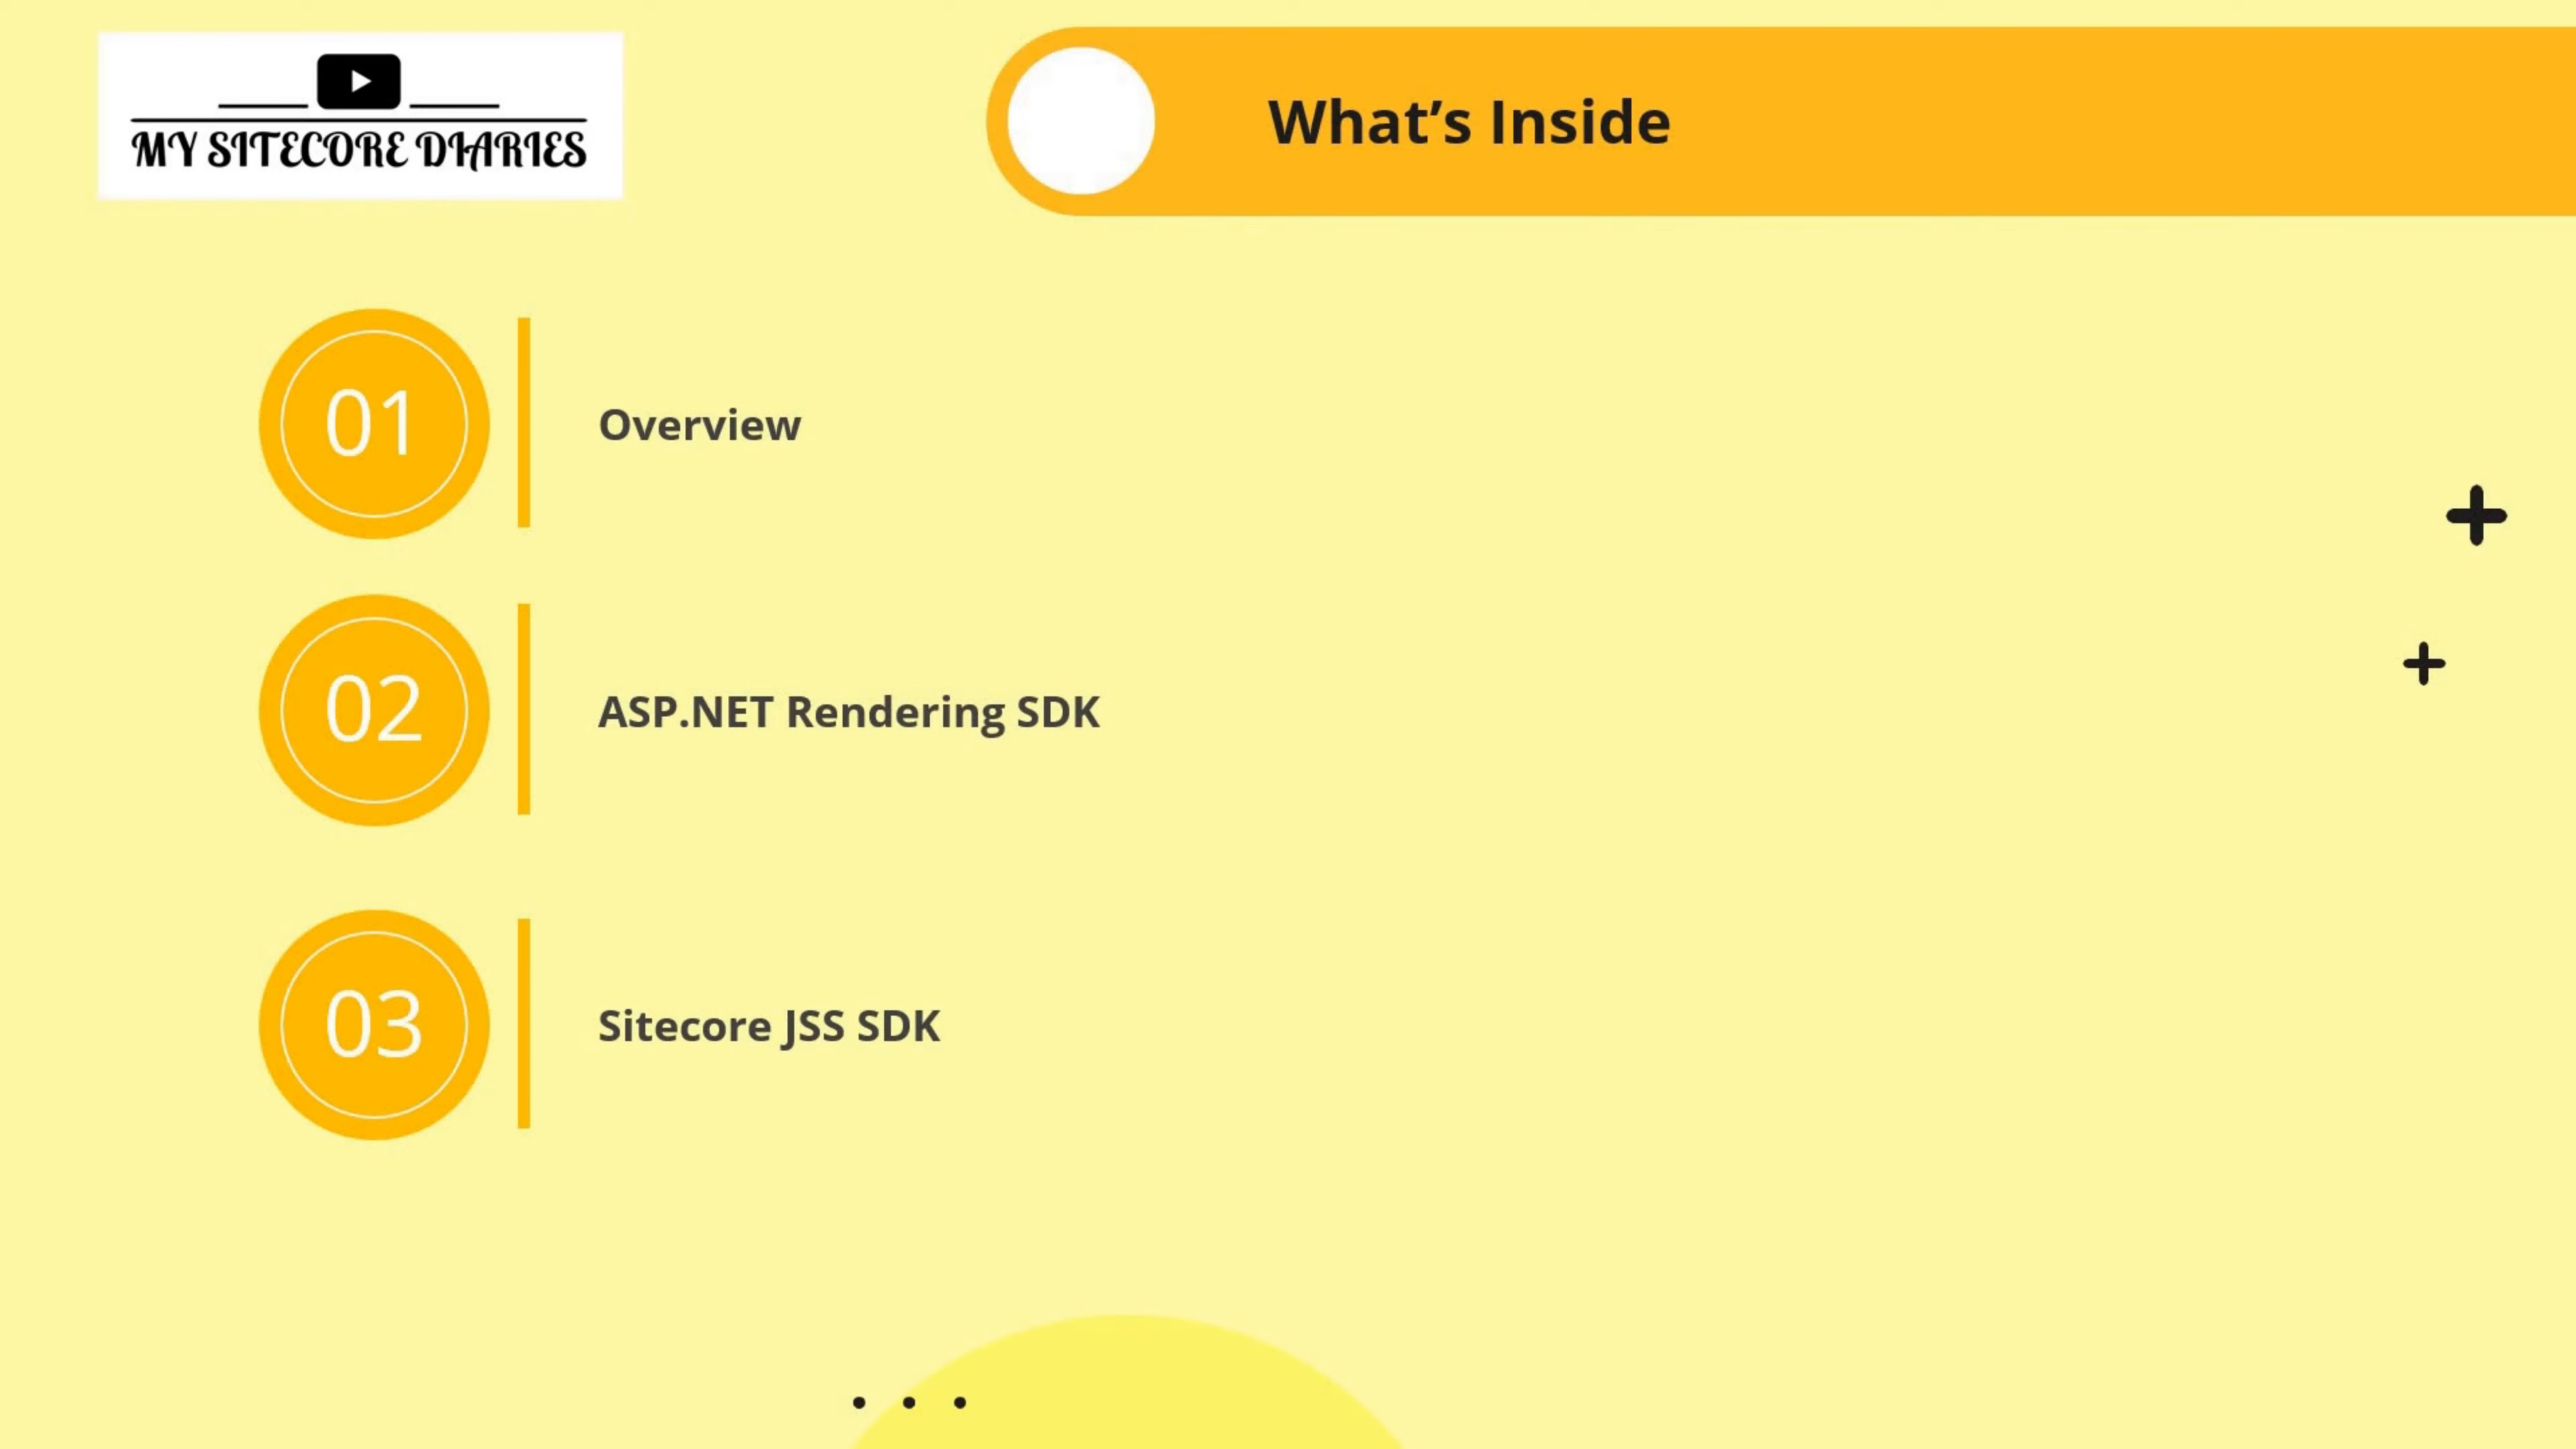 MY SITECORE DIARIES
What’s Inside
01
Overview
02
ASP.NET Rendering SDK
03
Sitecore JSS SDK